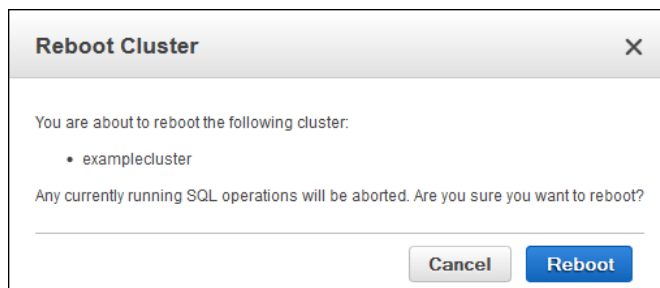 Reboot Cluster
You are about to reboot the following cluster:
• examplecluster
Any currently running SQL operations will be aborted. Are you sure you want to reboot?
Cancel Reboot